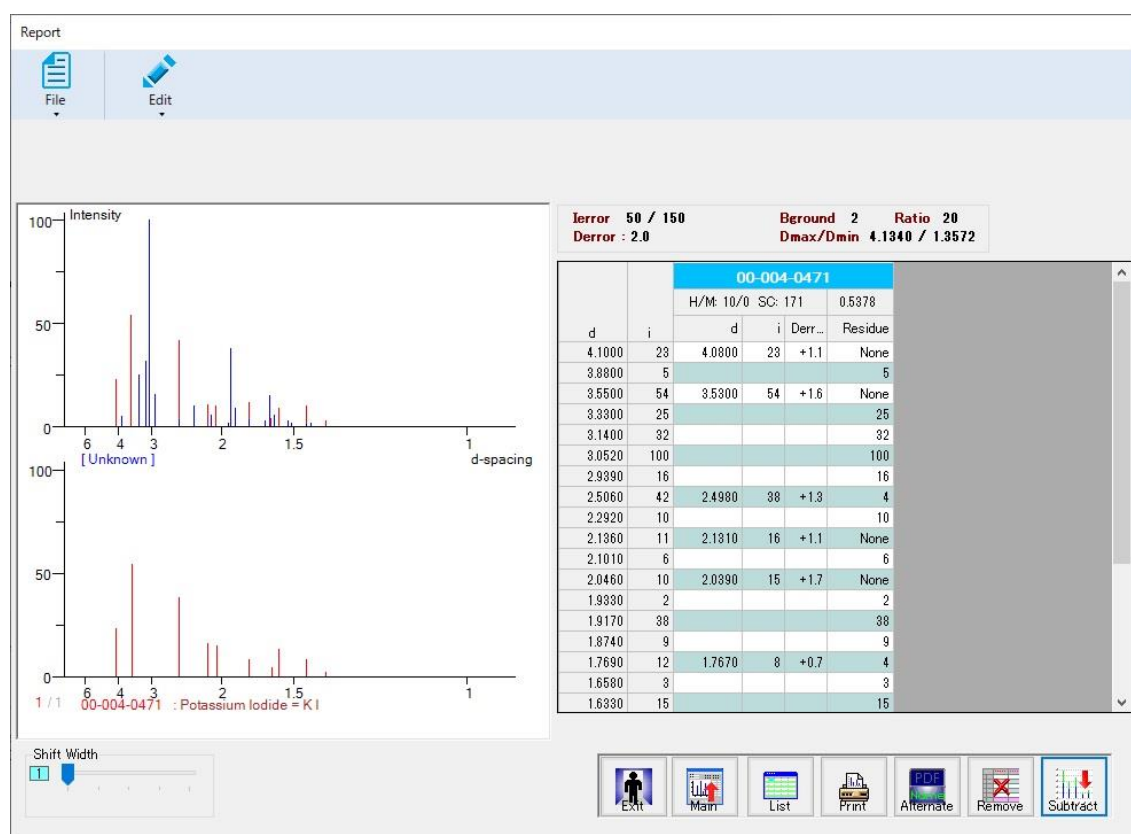 Report
File
Edit
Intensity
100
50
0
6 4 3 2 1.5 1
[ Unknown ]
d-spacing
100
50
0
6 4 3 2 1.5 1
1 / 1 00-004-0471 : Potassium Iodide = K I
Shift Width
1
Ierror 50 / 150 Bground 2 Ratio 20
Derror : 2.0 Dmax/Dmin 4.1340 / 1.3572
00-004-0471
H/M: 10/0 SC: 171 0.5378
d i d i Derr... Residue
4.1000 23 4.0800 23 +1.1 None
3.8800 5 5
3.5500 54 3.5300 54 +1.6 None
3.3300 25 25
3.1400 32 32
3.0520 100 100
2.9390 16 16
2.5060 42 2.4980 38 +1.3 4
2.2920 10 10
2.1360 11 2.1310 16 +1.1 None
2.1010 6 6
2.0460 10 2.0390 15 +1.7 None
1.9330 2 2
1.9170 38 38
1.8740 9 9
1.7690 12 1.7670 8 +0.7 4
1.6580 3 3
1.6330 15 15
Exit
Main
List
Print
PDF
Name
Alternate
Remove
Subtract